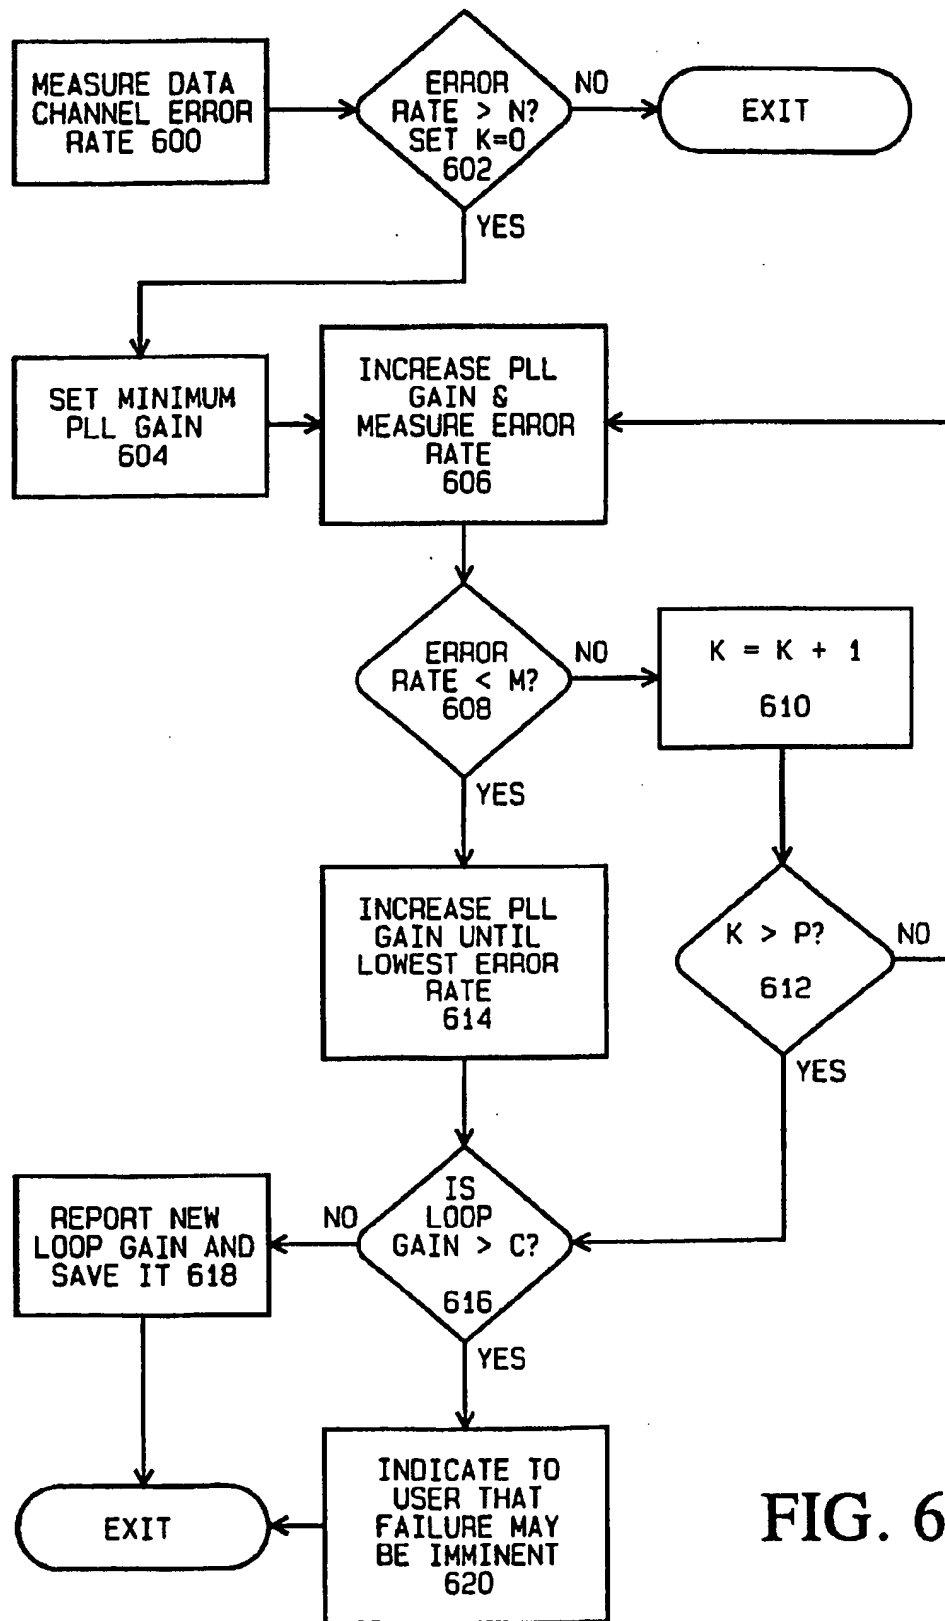 MEASURE DATA
CHANNEL ERROR
RATE 600
ERROR
RATE > N?
SET K=0
602
NO
EXIT
YES
SET MINIMUM
PLL GAIN
604
INCREASE PLL
GAIN &
MEASURE ERROR
RATE
606
ERROR
RATE < M?
608
NO
K = K + 1
610
YES
INCREASE PLL
GAIN UNTIL
LOWEST ERROR
RATE
614
K > P?
612
NO
YES
IS
LOOP
GAIN > C?
616
NO
REPORT NEW
LOOP GAIN AND
SAVE IT 618
YES
INDICATE TO
USER THAT
FAILURE MAY
BE IMMINENT
620
EXIT
FIG. 6